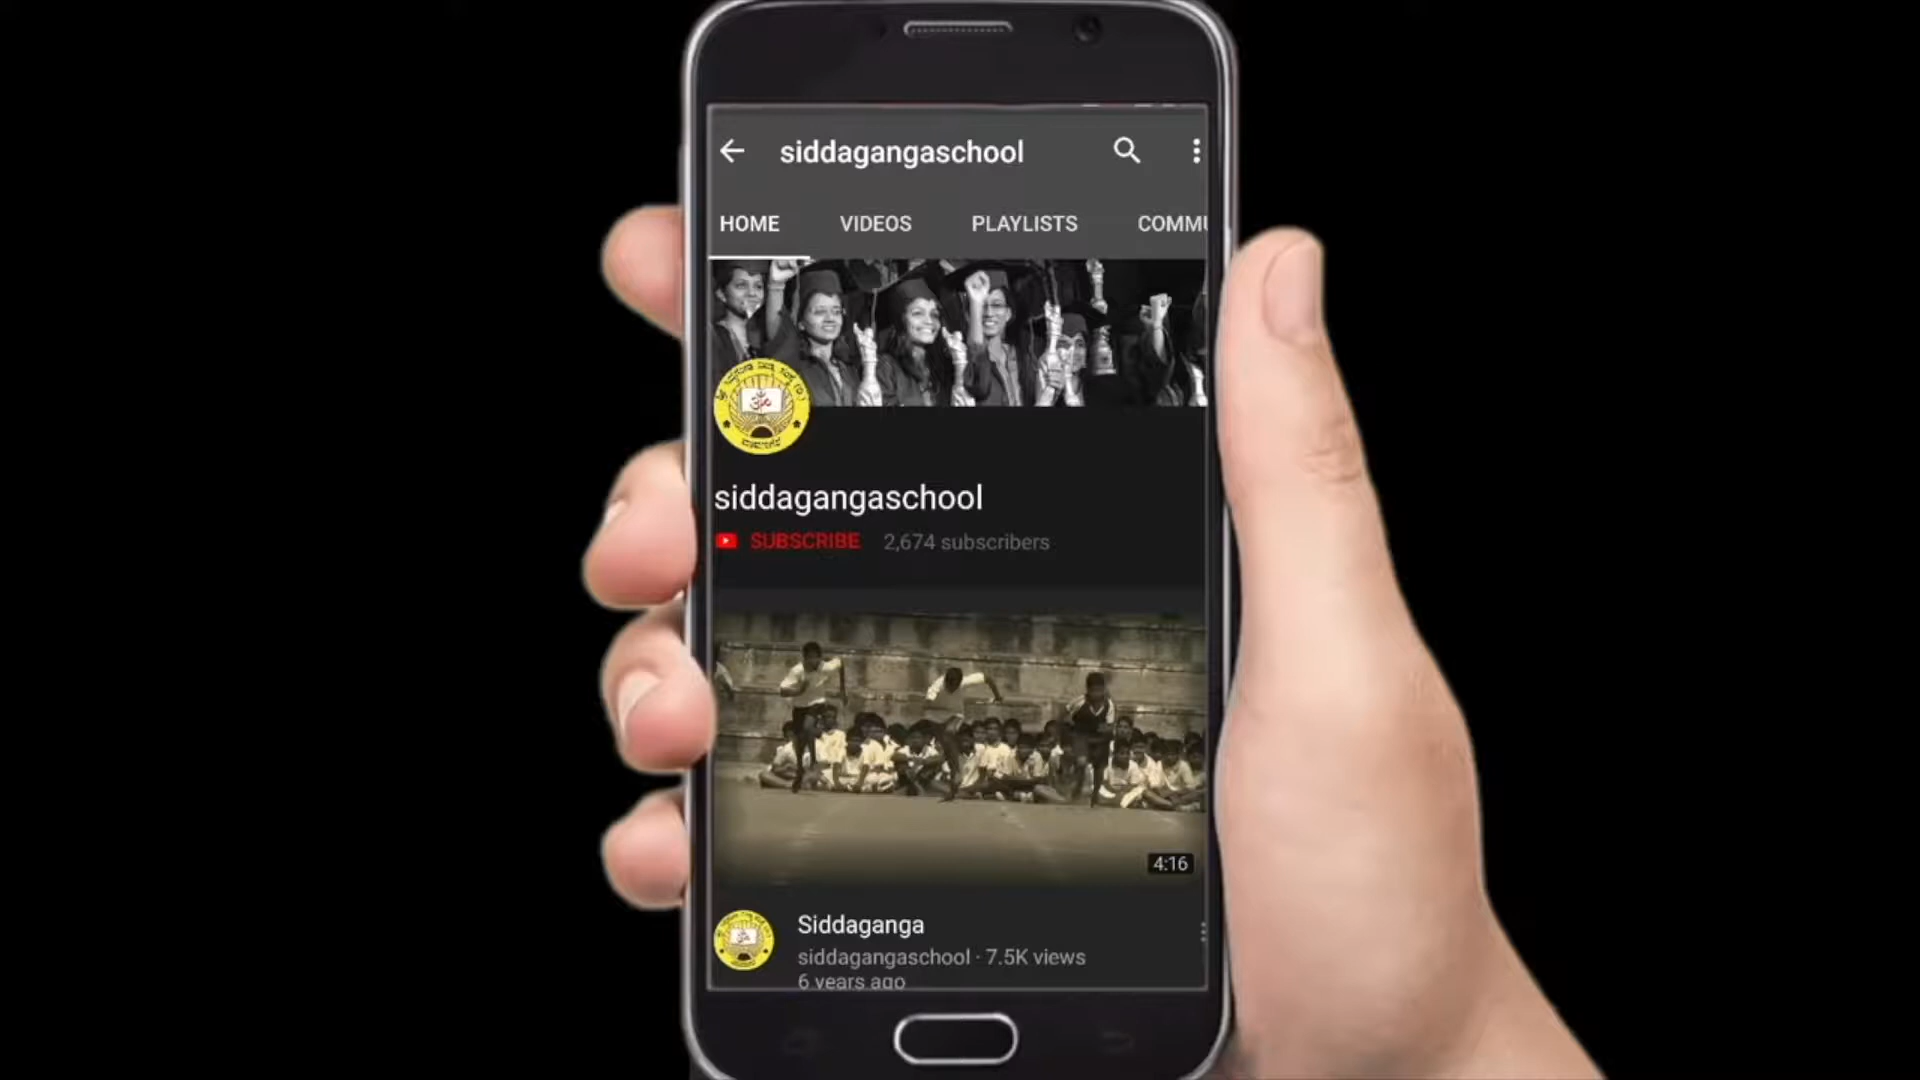 siddagangaschool
HOME VIDEOS PLAYLISTS COMMU
siddagangaschool
SUBSCRIBE 2,674 subscribers
4:16
Siddaganga
siddagangaschool · 7.5K views
6 years ago